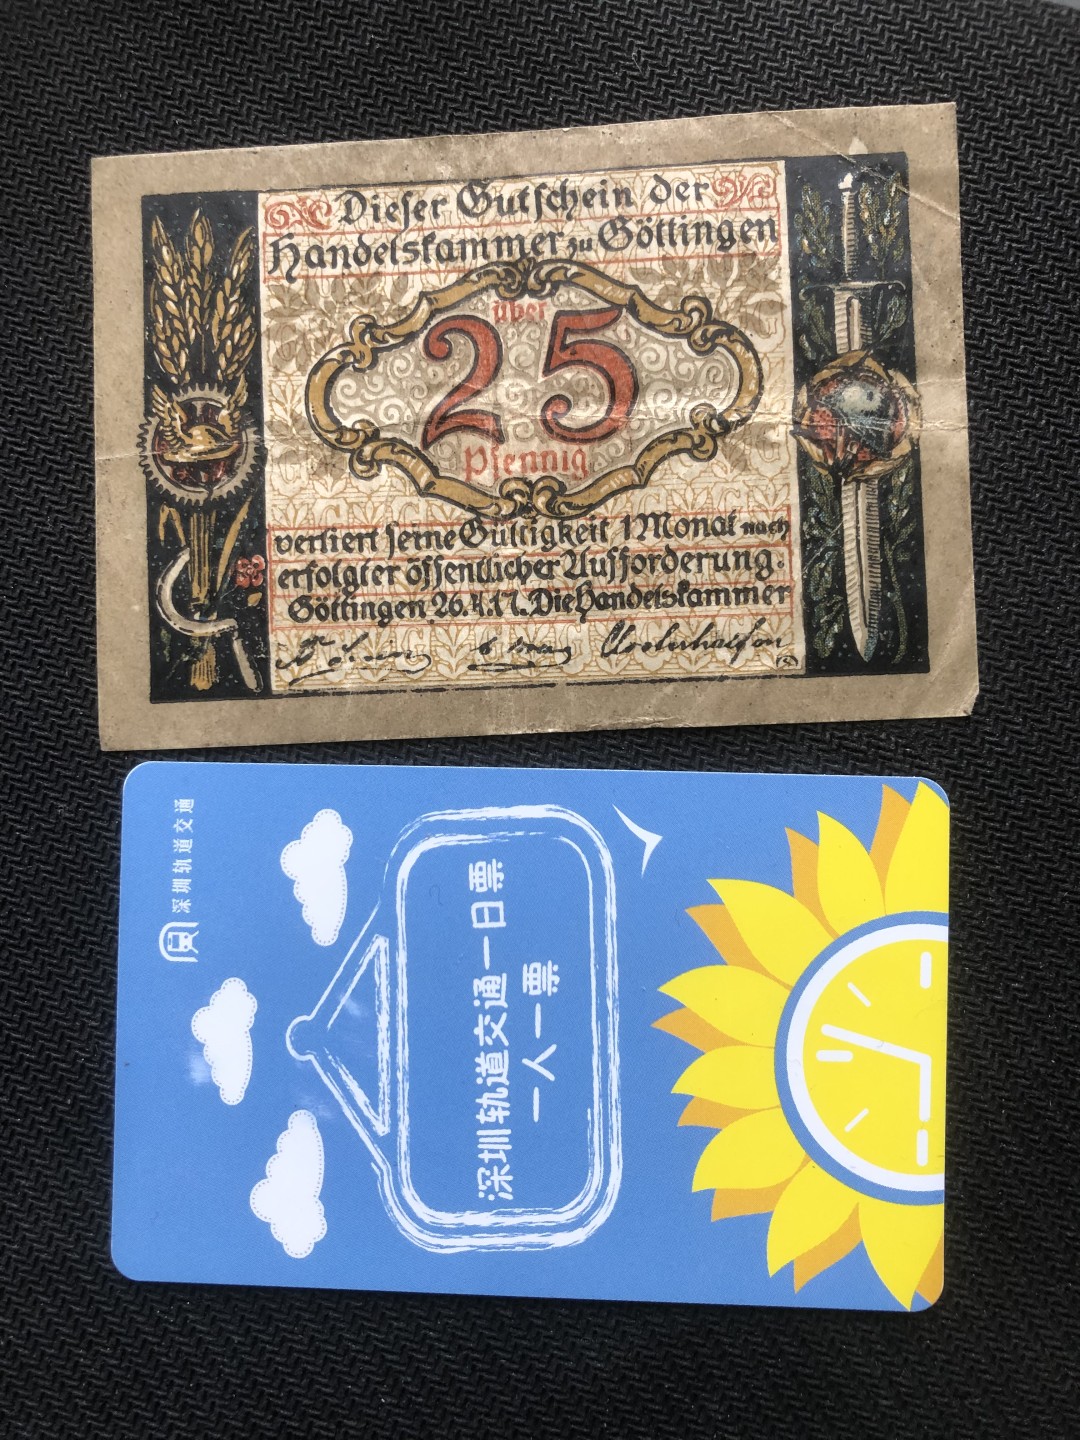 Dieser Gutschein der
Handelskammer zu Göttingen
über
25
Pfennig
verliert seine Gültigkeit 1 Monat nach
erfolgter öffentlicher Aufforderung.
Göttingen 26.4.17. Die Handelskammer
深圳轨道交通
深圳轨道交通一日票
一人一票